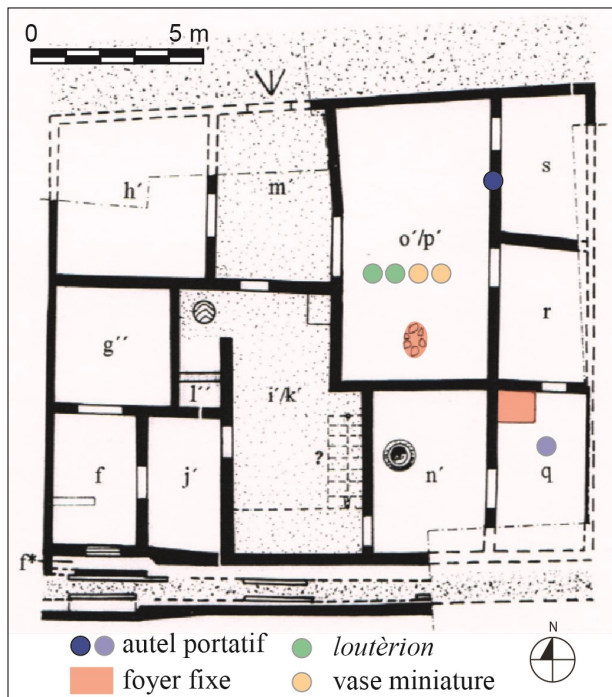 0 5 m
h´ m´ s
o´/p´
g´´ r
l´´ i´/k´
?
f j´ n´ q
f*
autel portatif loutèrion N
foyer fixe vase miniature